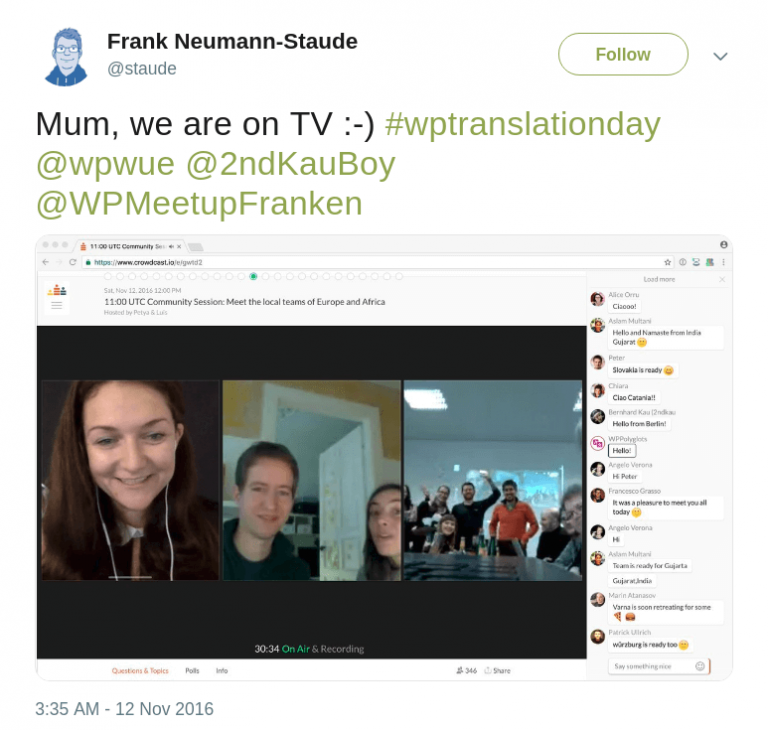 Frank Neumann-Staude
@staude
Follow
Mum, we are on TV :-) #wptranslationday
@wpwue @2ndKauBoy
@WPMeetupFranken
11:00 UTC Community Ses
https://www.crowdcast.io/e/gwtd2
Sat, Nov 12, 2016 12:00 PM
11:00 UTC Community Session: Meet the local teams of Europe and Africa
Hosted by Petya & Luis
Load more
Alice Orru
Ciaooo!
Aslam Multani
Hello and Namaste from India
Gujarat 🙂
Peter
Slovakia is ready 😀
Chiara
Ciao Catania!!
Bernhard Kau (2ndkau
Hello from Berlin!
WPPolyglots
Hello!
Angelo Verona
Hi Peter
Francesco Grasso
It was a pleasure to meet you all
today 🙂
Angelo Verona
Hi
Aslam Multani
Team is ready for Gujarta
Gujarat,India
Marin Atanasov
Varna is soon retreating for some
🍕 🍔
Patrick Ullrich
würzburg is ready too 🙂
Say something nice
30:34 On Air & Recording
Questions & Topics Polls Info 346 Share
3:35 AM - 12 Nov 2016